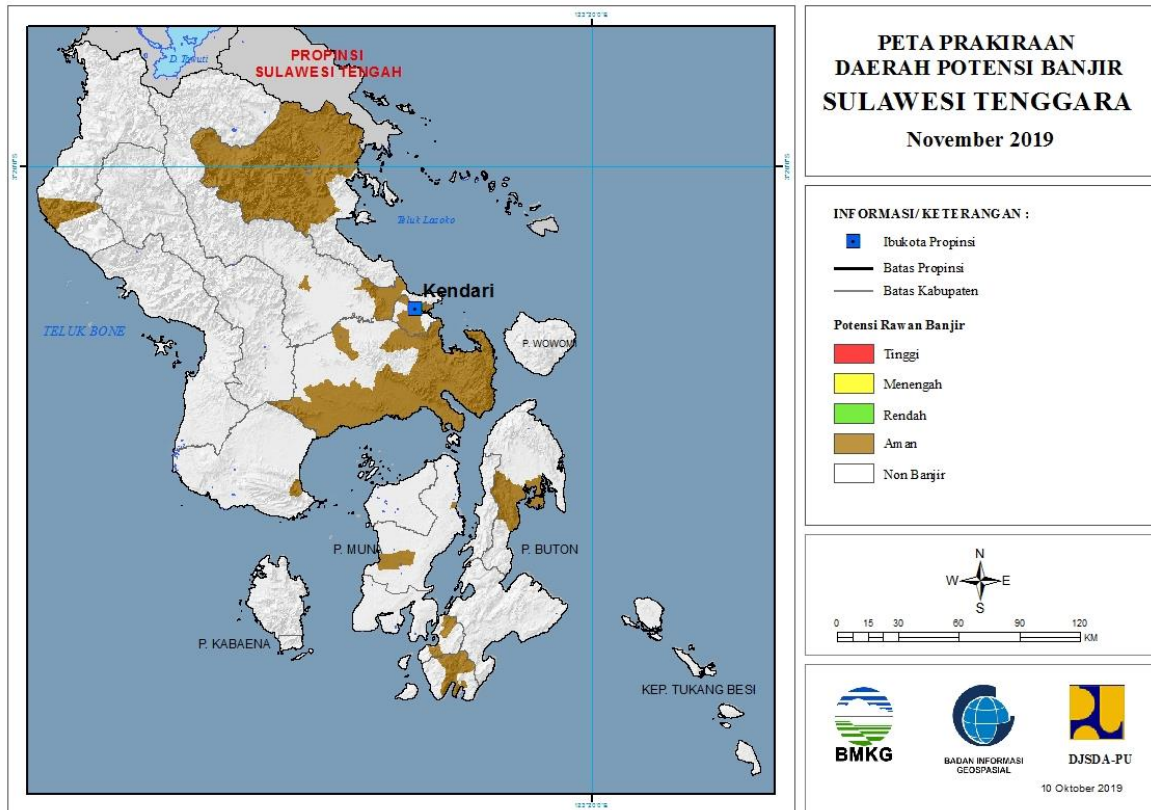 PROPINSI
SULAWESI TENGAH
Kendari
TELUK BONE
P. WOWONI
P. MUNA
P. BUTON
P. KABAENA
KEP. TUKANG BESI
PETA PRAKIRAAN
DAERAH POTENSI BANJIR
SULAWESI TENGGARA
November 2019
INFORMASI/ KETERANGAN :
Ibukota Propinsi
Batas Propinsi
Batas Kabupaten
Potensi Rawan Banjir
Tinggi
Menengah
Rendah
Aman
Non Banjir
N
W
E
S
0 15 30 60 90 120
KM
BMKG
BADAN INFORMASI
GEOSPASIAL
DJSDA-PU
10 Oktober 2019